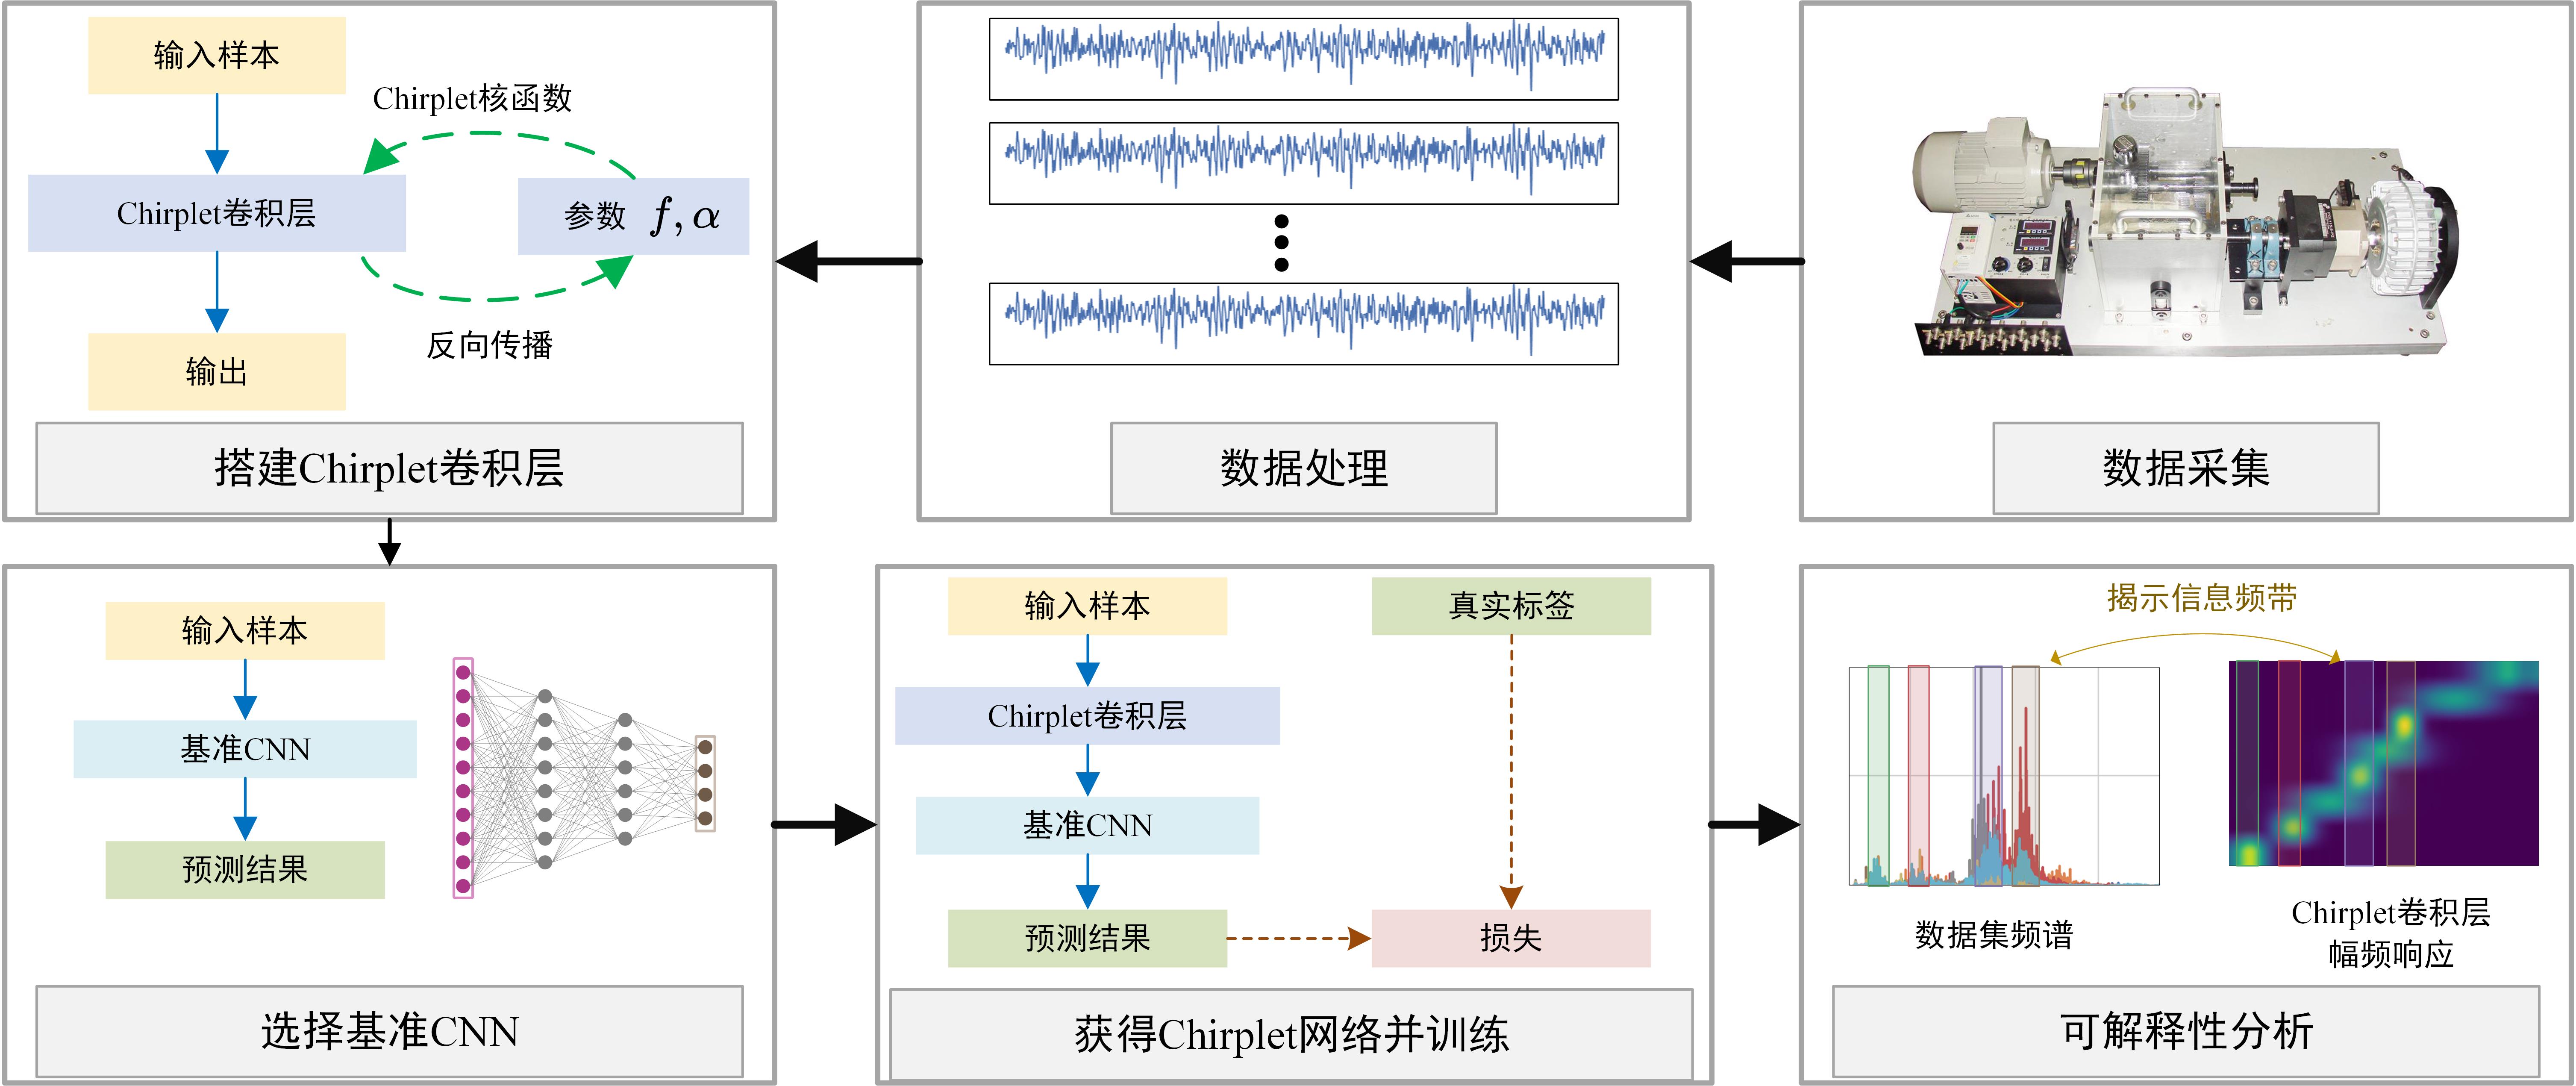 输入样本
Chirplet核函数
Chirplet卷积层
参数 f, α
反向传播
输出
搭建Chirplet卷积层
数据处理
数据采集
输入样本
基准CNN
预测结果
选择基准CNN
输入样本
真实标签
Chirplet卷积层
基准CNN
预测结果
损失
获得Chirplet网络并训练
揭示信息频带
数据集频谱
Chirplet卷积层
幅频响应
可解释性分析